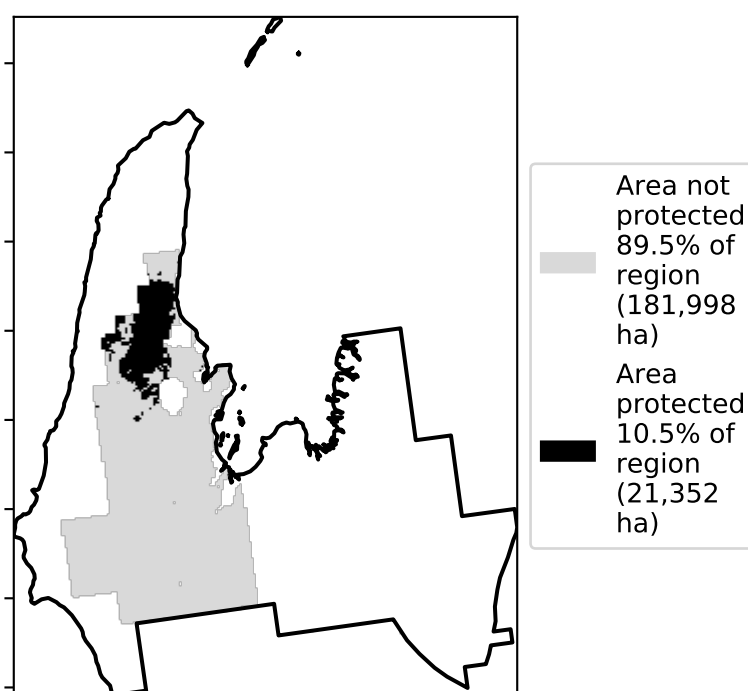 Area not
protected
89.5% of
region
(181,998
ha)
Area
protected
10.5% of
region
(21,352
ha)